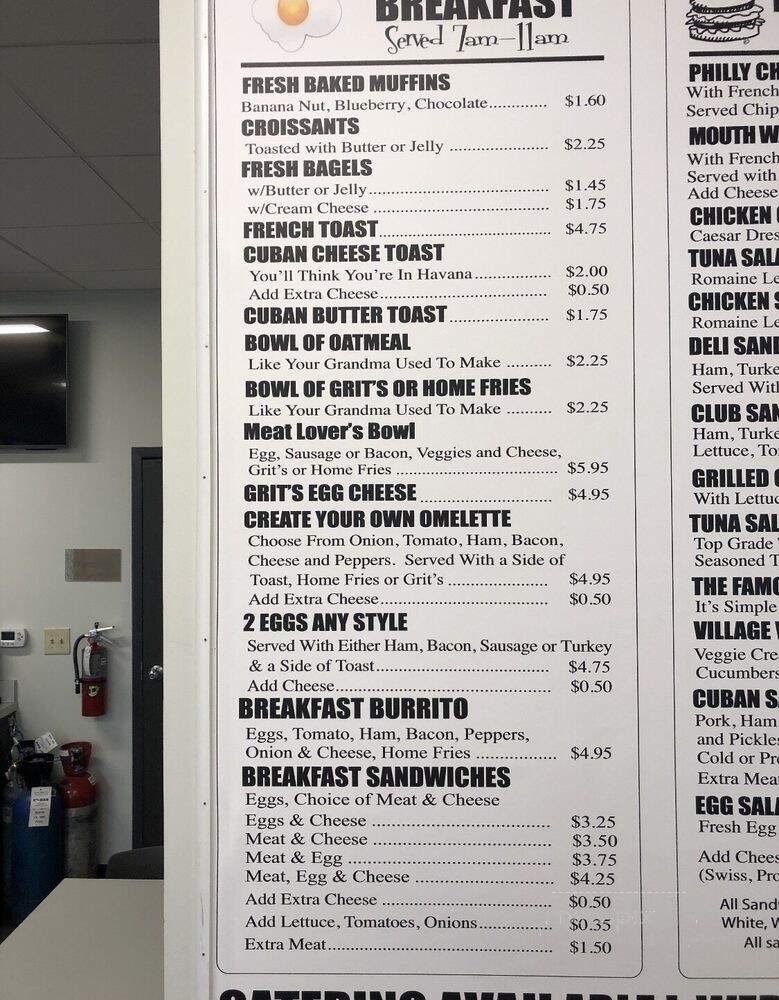 BREAKFAST
Served 7am-11am
FRESH BAKED MUFFINS
Banana Nut, Blueberry, Chocolate............. $1.60
CROISSANTS
Toasted with Butter or Jelly ...................... $2.25
FRESH BAGELS
w/Butter or Jelly........................................ $1.45
w/Cream Cheese ....................................... $1.75
FRENCH TOAST...................................... $4.75
CUBAN CHEESE TOAST
You'll Think You're In Havana................. $2.00
Add Extra Cheese..................................... $0.50
CUBAN BUTTER TOAST...................... $1.75
BOWL OF OATMEAL
Like Your Grandma Used To Make .......... $2.25
BOWL OF GRIT'S OR HOME FRIES
Like Your Grandma Used To Make .......... $2.25
Meat Lover's Bowl
Egg, Sausage or Bacon, Veggies and Cheese,
Grit's or Home Fries .................................. $5.95
GRIT'S EGG CHEESE............................. $4.95
CREATE YOUR OWN OMELETTE
Choose From Onion, Tomato, Ham, Bacon,
Cheese and Peppers. Served With a Side of
Toast, Home Fries or Grit's ...................... $4.95
Add Extra Cheese..................................... $0.50
2 EGGS ANY STYLE
Served With Either Ham, Bacon, Sausage or Turkey
& a Side of Toast...................................... $4.75
Add Cheese................................................ $0.50
BREAKFAST BURRITO
Eggs, Tomato, Ham, Bacon, Peppers,
Onion & Cheese, Home Fries .................. $4.95
BREAKFAST SANDWICHES
Eggs, Choice of Meat & Cheese
Eggs & Cheese ........................................ $3.25
Meat & Cheese ........................................ $3.50
Meat & Egg ............................................. $3.75
Meat, Egg & Cheese ............................... $4.25
Add Extra Cheese ..................................... $0.50
Add Lettuce, Tomatoes, Onions................. $0.35
Extra Meat.................................................. $1.50
PHILLY CH
With French
Served Chip
MOUTH W
With French
Served with
Add Cheese
CHICKEN
Caesar Dres
TUNA SALA
Romaine Le
CHICKEN S
Romaine Le
DELI SAND
Ham, Turke
Served With
CLUB SAN
Ham, Turke
Lettuce, To
GRILLED
With Lettuc
TUNA SAL
Top Grade
Seasoned T
THE FAMO
It's Simple
VILLAGE
Veggie Cre
Cucumbers
CUBAN S
Pork, Ham
and Pickles
Cold or Pre
Extra Mea
EGG SALA
Fresh Egg
Add Chees
(Swiss, Pro
All Sand
White, W
All sa
CATERING AVAILABLE